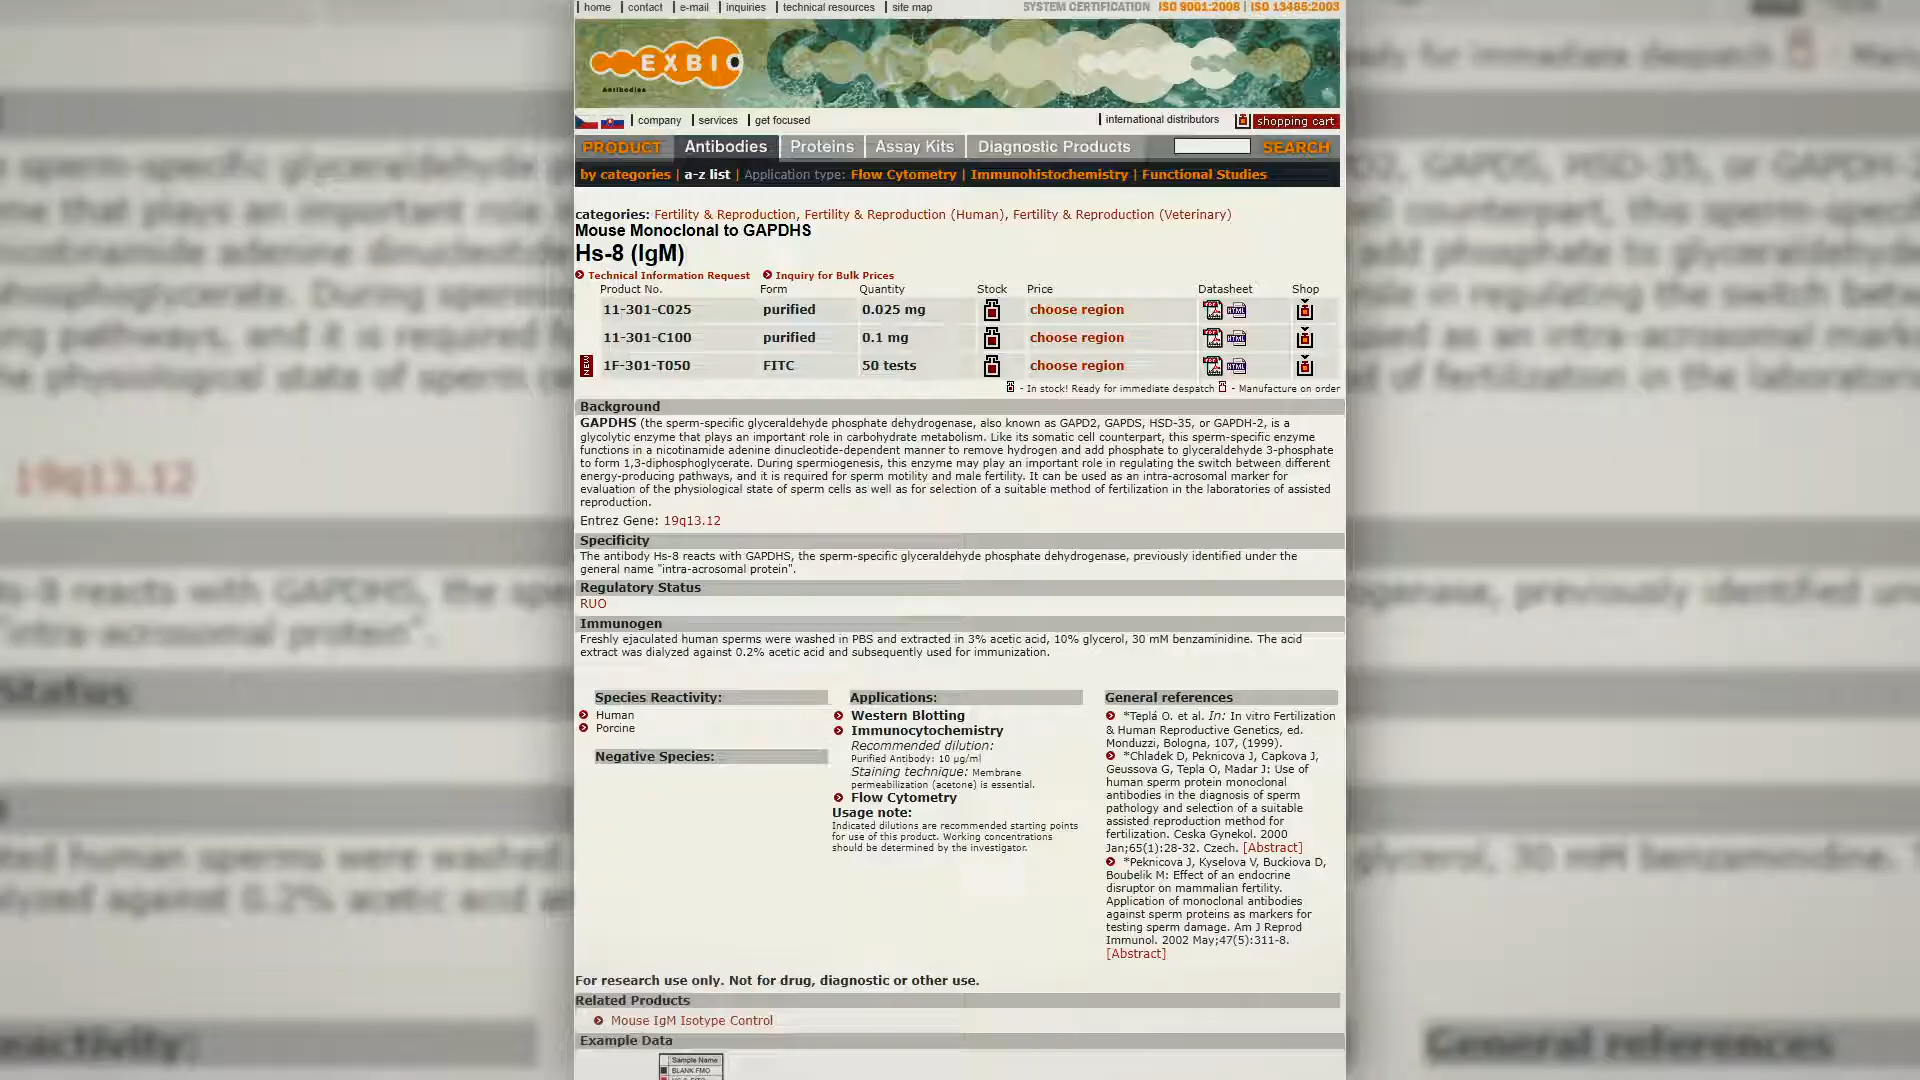 home | contact | e-mail | inquiries | technical resources | site map
SYSTEM CERTIFICATION ISO 9001:2008 | ISO 13485:2003
EXBIO
Antibodies
company | services | get focused
international distributors
shopping cart
PRODUCT Antibodies Proteins Assay Kits Diagnostic Products SEARCH
by categories | a-z list | Application type: Flow Cytometry | Immunohistochemistry | Functional Studies
categories: Fertility & Reproduction, Fertility & Reproduction (Human), Fertility & Reproduction (Veterinary)
Mouse Monoclonal to GAPDHS
Hs-8 (IgM)
Technical Information Request Inquiry for Bulk Prices
Product No. Form Quantity Stock Price Datasheet Shop
11-301-C025 purified 0.025 mg choose region
11-301-C100 purified 0.1 mg choose region
NEW 1F-301-T050 FITC 50 tests choose region
- In stock! Ready for immediate despatch - Manufacture on order
Background
GAPDHS (the sperm-specific glyceraldehyde phosphate dehydrogenase, also known as GAPD2, GAPDS, HSD-35, or GAPDH-2, is a
glycolytic enzyme that plays an important role in carbohydrate metabolism. Like its somatic cell counterpart, this sperm-specific enzyme
functions in a nicotinamide adenine dinucleotide-dependent manner to remove hydrogen and add phosphate to glyceraldehyde 3-phosphate
to form 1,3-diphosphoglycerate. During spermiogenesis, this enzyme may play an important role in regulating the switch between different
energy-producing pathways, and it is required for sperm motility and male fertility. It can be used as an intra-acrosomal marker for
evaluation of the physiological state of sperm cells as well as for selection of a suitable method of fertilization in the laboratories of assisted
reproduction.
Entrez Gene: 19q13.12
Specificity
The antibody Hs-8 reacts with GAPDHS, the sperm-specific glyceraldehyde phosphate dehydrogenase, previously identified under the
general name "intra-acrosomal protein".
Regulatory Status
RUO
Immunogen
Freshly ejaculated human sperms were washed in PBS and extracted in 3% acetic acid, 10% glycerol, 30 mM benzaminidine. The acid
extract was dialyzed against 0.2% acetic acid and subsequently used for immunization.
Species Reactivity:
Human
Porcine
Negative Species:
Applications:
Western Blotting
Immunocytochemistry
Recommended dilution:
Purified Antibody: 10 µg/ml
Staining technique: Membrane
permeabilization (acetone) is essential.
Flow Cytometry
Usage note:
Indicated dilutions are recommended starting points
for use of this product. Working concentrations
should be determined by the investigator.
General references
*Teplá O. et al. In: In vitro Fertilization
& Human Reproductive Genetics, ed.
Monduzzi, Bologna, 107, (1999).
*Chladek D, Peknicova J, Capkova J,
Geussova G, Tepla O, Madar J: Use of
human sperm protein monoclonal
antibodies in the diagnosis of sperm
pathology and selection of a suitable
assisted reproduction method for
fertilization. Ceska Gynekol. 2000
Jan;65(1):28-32. Czech. [Abstract]
*Peknicova J, Kyselova V, Buckiova D,
Boubelik M: Effect of an endocrine
disruptor on mammalian fertility.
Application of monoclonal antibodies
against sperm proteins as markers for
testing sperm damage. Am J Reprod
Immunol. 2002 May;47(5):311-8.
[Abstract]
For research use only. Not for drug, diagnostic or other use.
Related Products
Mouse IgM Isotype Control
Example Data
Sample Name
BLANK FMO